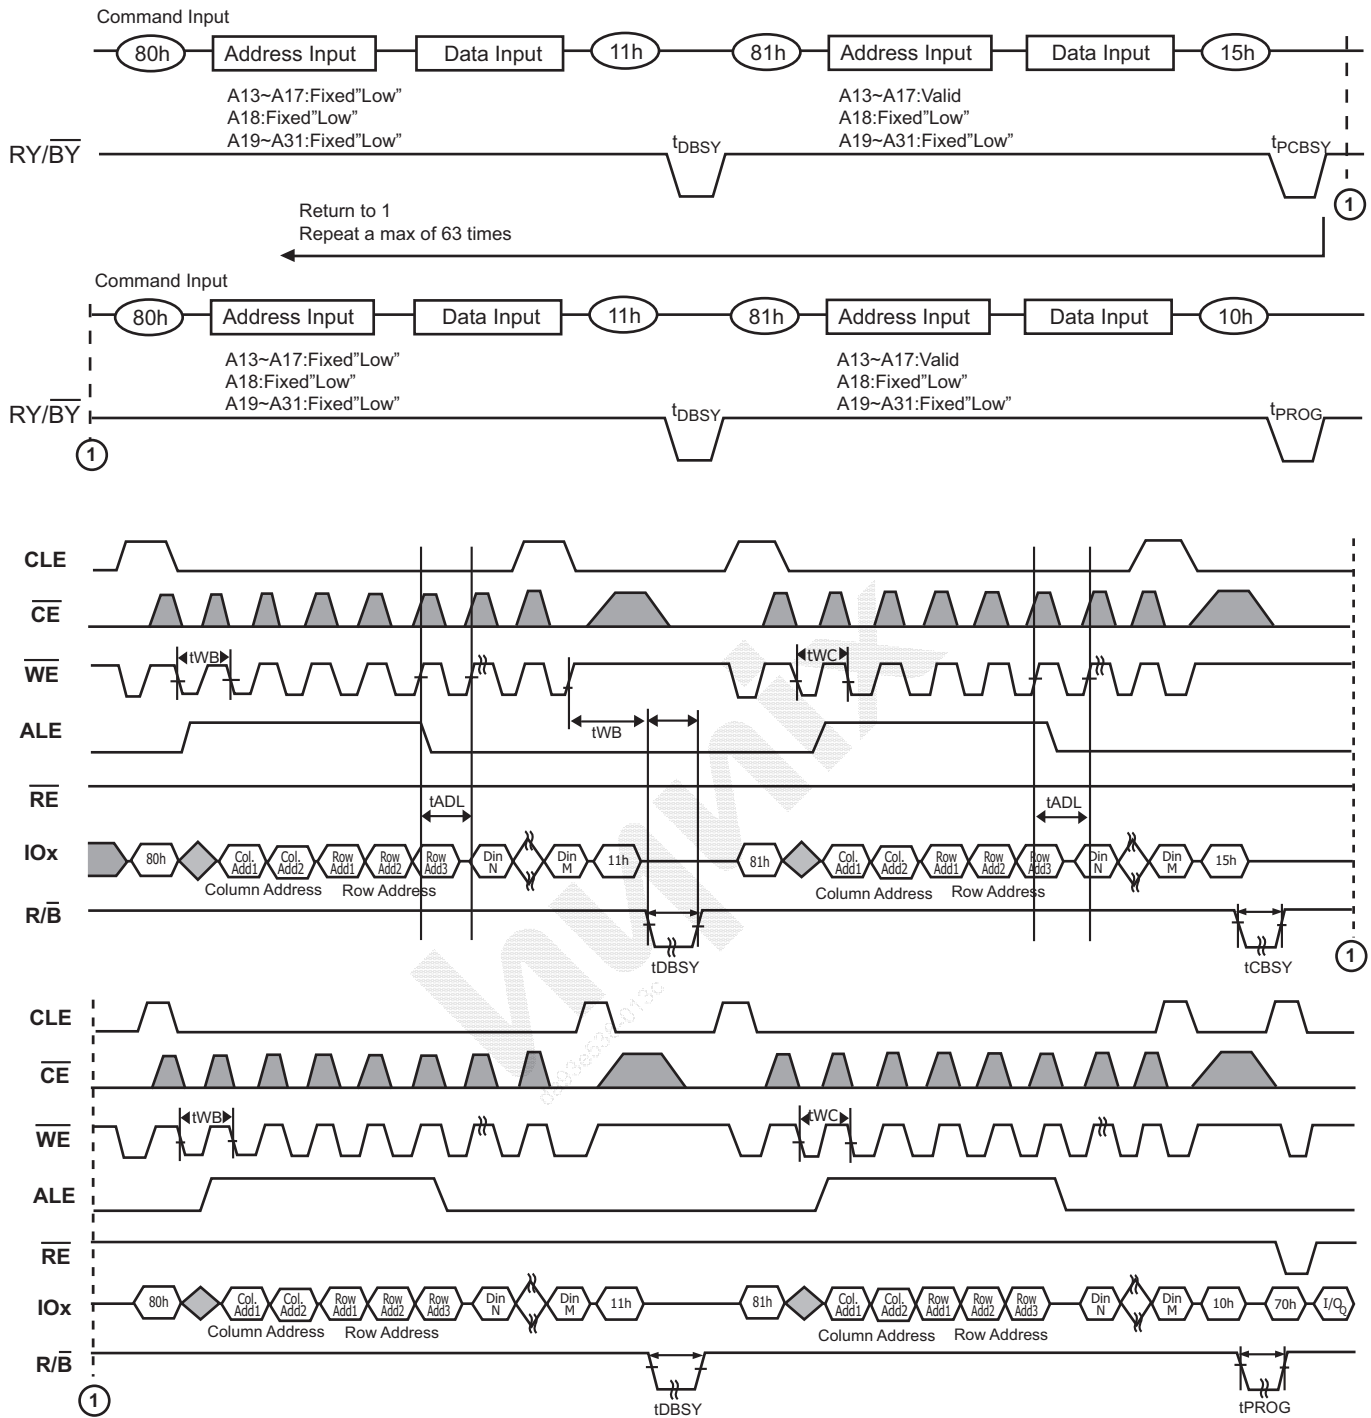 Command Input
80h Address Input Data Input 11h 81h Address Input Data Input 15h
A13~A17:Fixed"Low" A13~A17:Valid
A18:Fixed"Low" A18:Fixed"Low"
A19~A31:Fixed"Low" A19~A31:Fixed"Low"
RY/BY tDBSY tPCBSY
1
Return to 1
Repeat a max of 63 times
Command Input
80h Address Input Data Input 11h 81h Address Input Data Input 10h
A13~A17:Fixed"Low" A13~A17:Valid
A18:Fixed"Low" A18:Fixed"Low"
A19~A31:Fixed"Low" A19~A31:Fixed"Low"
RY/BY tDBSY tPROG
1
CLE
CE
WE tWB tWC
ALE tWB
RE
tADL tADL
IOx 80h Col. Add1 Col. Add2 Row Add1 Row Add2 Row Add3 Din N Din M 11h 81h Col. Add1 Col. Add2 Row Add1 Row Add2 Row Add3 Din N Din M 15h
Column Address Row Address Column Address Row Address
R/B
tDBSY tCBSY
1
hynix
CLE
CE
WE tWB tWC
ALE
RE
IOx 80h Col. Add1 Col. Add2 Row Add1 Row Add2 Row Add3 Din N Din M 11h 81h Col. Add1 Col. Add2 Row Add1 Row Add2 Row Add3 Din N Din M 10h 70h I/O0
Column Address Row Address Column Address Row Address
R/B
1
tDBSY tPROG